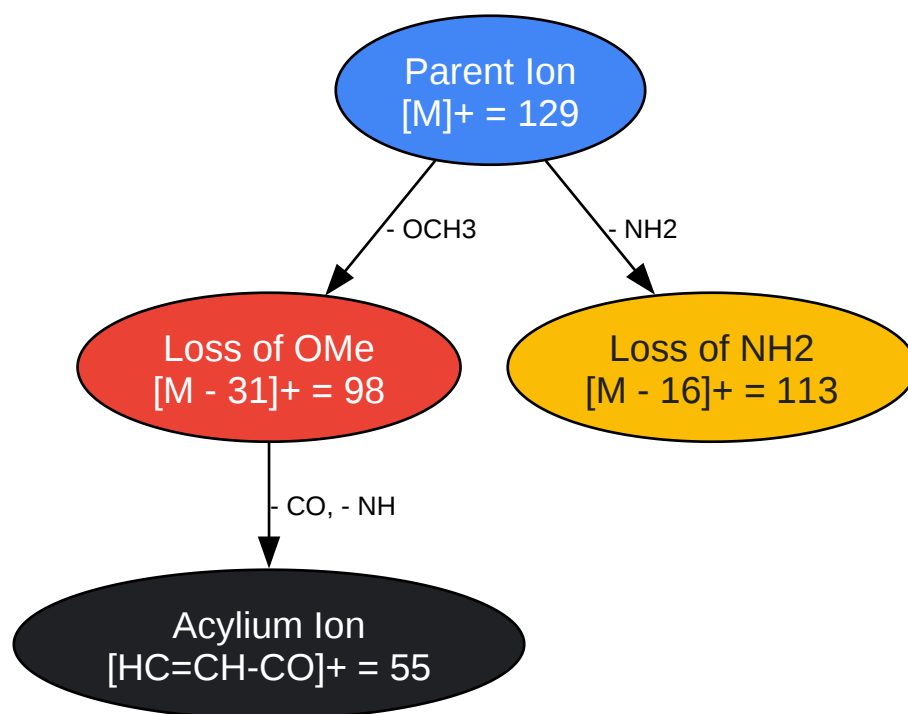 Parent Ion
[M]+ = 129
- OCH3
- NH2
Loss of OMe
[M - 31]+ = 98
Loss of NH2
[M - 16]+ = 113
- CO, - NH
Acylium Ion
[HC=CH-CO]+ = 55